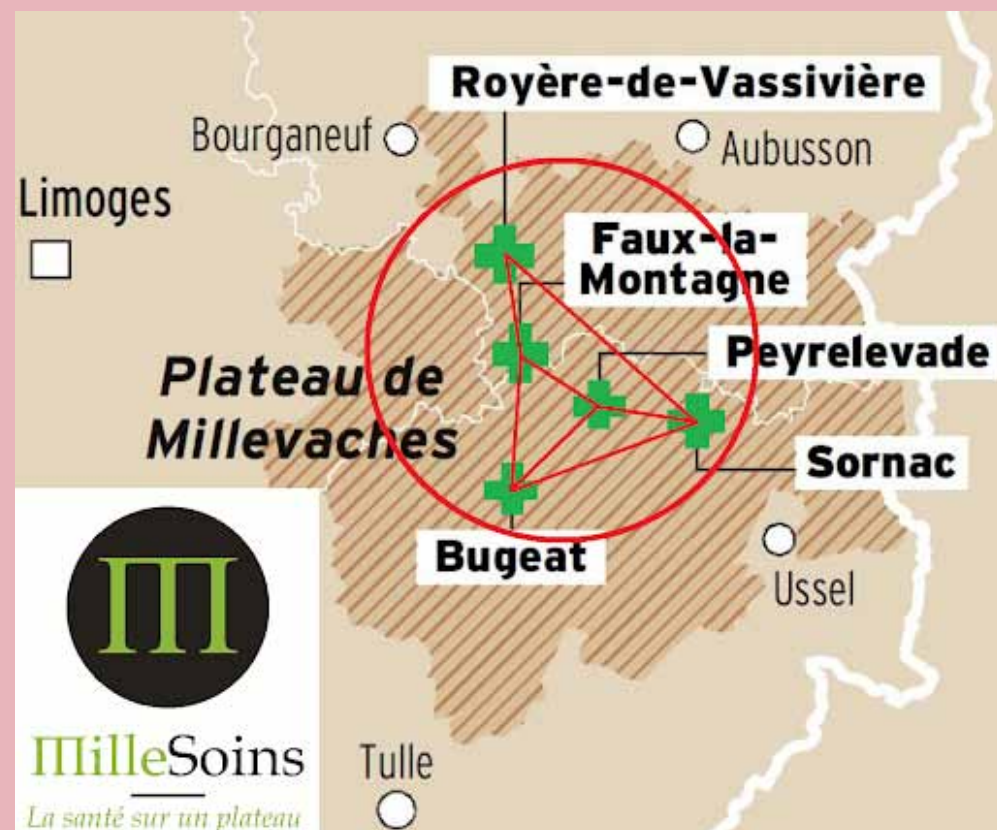 Royère-de-Vassivière
Bourganeuf
Aubusson
Limoges
Faux-la-
Montagne
Peyrelevade
Plateau de
Millevaches
Sornac
Bugeat
Ussel
M
MilleSoins
Tulle
La santé sur un plateau